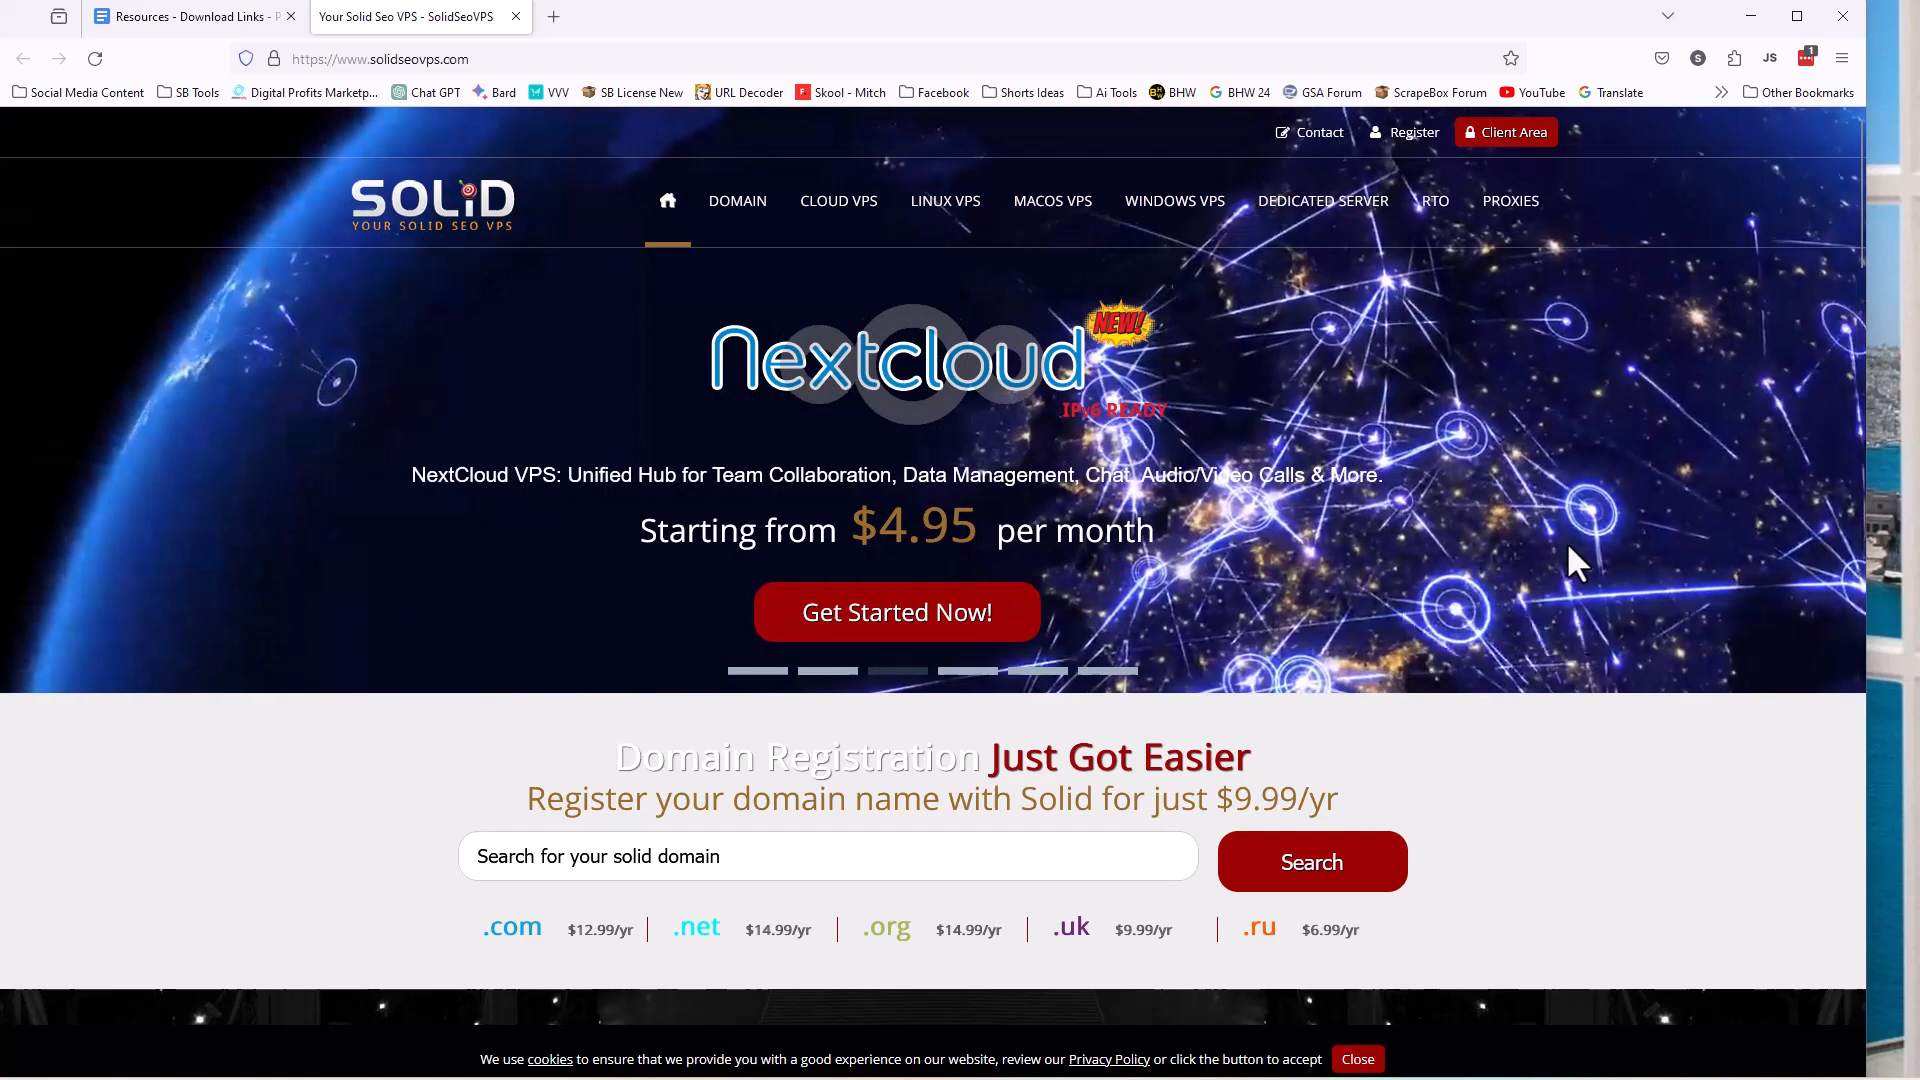 Resources - Download Links - P
Your Solid Seo VPS - SolidSeoVPS
https://www.solidseovps.com
S
JS
1
Social Media Content
SB Tools
Digital Profits Marketp...
Chat GPT
Bard
VVV
SB License New
URL Decoder
Skool - Mitch
Facebook
Shorts Ideas
Ai Tools
BHW
BHW 24
GSA Forum
ScrapeBox Forum
YouTube
Translate
Other Bookmarks
Contact
Register
Client Area
SOLiD
YOUR SOLID SEO VPS
DOMAIN
CLOUD VPS
LINUX VPS
MACOS VPS
WINDOWS VPS
DEDICATED SERVER
RTO
PROXIES
Nextcloud
NEW!
IPv6 READY
NextCloud VPS: Unified Hub for Team Collaboration, Data Management, Chat, Audio/Video Calls & More.
Starting from $4.95 per month
Get Started Now!
Domain Registration Just Got Easier
Register your domain name with Solid for just $9.99/yr
Search for your solid domain
Search
.com $12.99/yr
.net $14.99/yr
.org $14.99/yr
.uk $9.99/yr
.ru $6.99/yr
We use cookies to ensure that we provide you with a good experience on our website, review our Privacy Policy or click the button to accept
Close